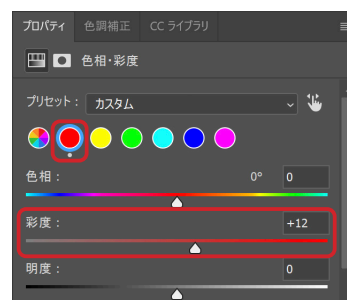 プロパティ 色調補正 CC ライブラリ
色相・彩度
プリセット： カスタム
色相： 0° 0
彩度： +12
明度： 0